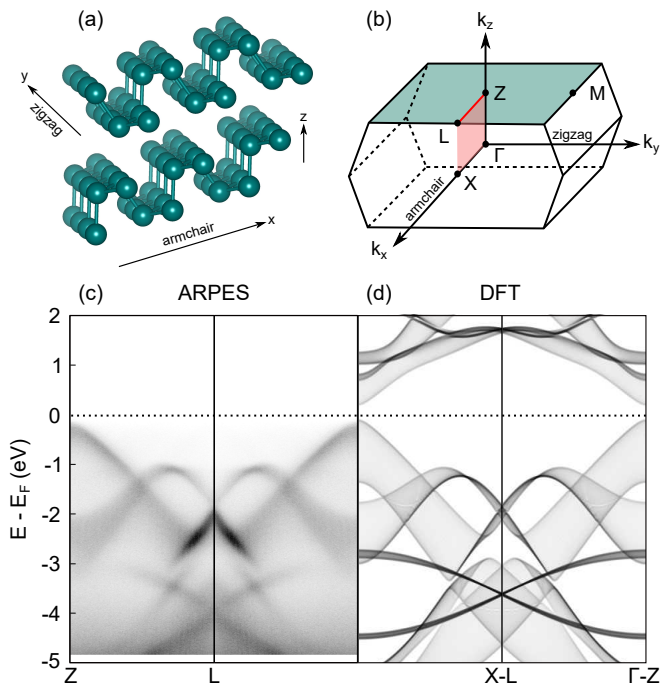 (a)
y
zigzag
z
armchair
x
(b)
k_z
Z
M
L
zigzag
Γ
k_y
X
armchair
k_x
(c)
ARPES
(d)
DFT
2
1
0
-1
-2
-3
-4
-5
E - E_F (eV)
Z
L
X-L
Γ-Z